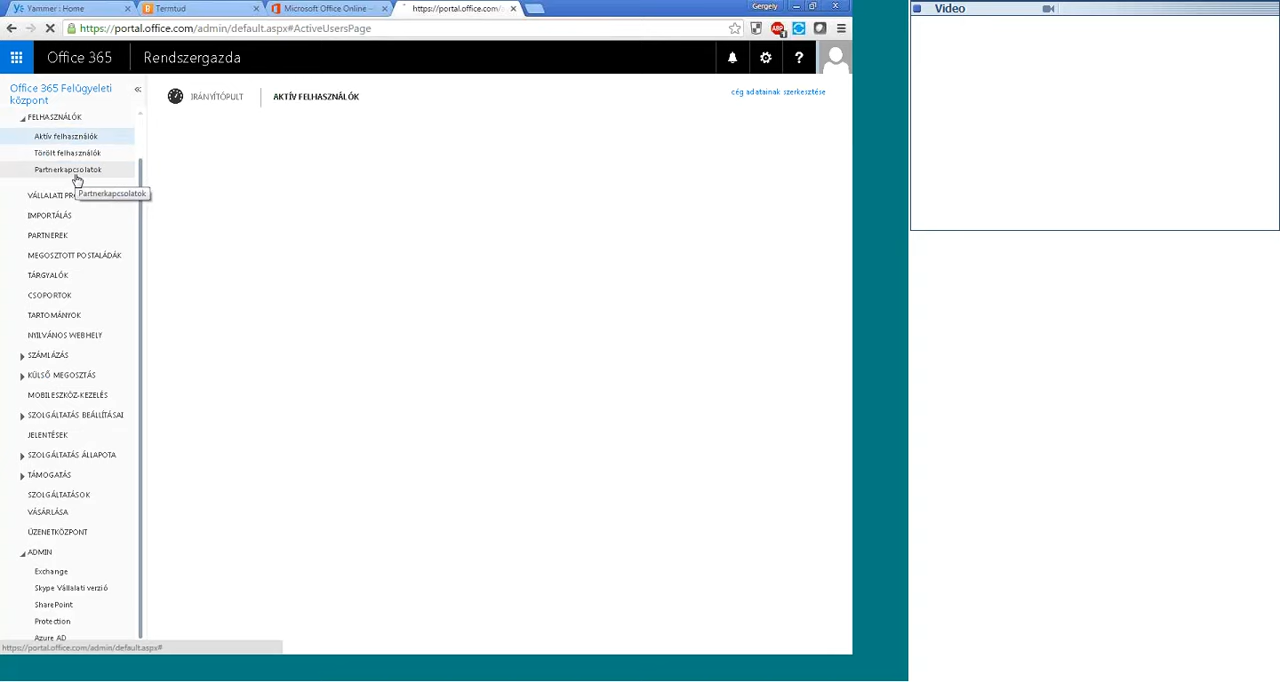 Yammer : Home
Termtud
Microsoft Office Online –
https://portal.office.com/
Gergely
Video
https://portal.office.com/admin/default.aspx#ActiveUsersPage
ABP
Office 365
Rendszergazda
?
Office 365 Felügyeleti
központ
«
IRÁNYÍTÓPULT
AKTÍV FELHASZNÁLÓK
cég adatainak szerkesztése
FELHASZNÁLÓK
Aktív felhasználók
Törölt felhasználók
Partnerkapcsolatok
Partnerkapcsolatok
VÁLLALATI PR
IMPORTÁLÁS
PARTNEREK
MEGOSZTOTT POSTALÁDÁK
TÁRGYALÓK
CSOPORTOK
TARTOMÁNYOK
NYILVÁNOS WEBHELY
SZÁMLÁZÁS
KÜLSŐ MEGOSZTÁS
MOBILESZKÖZ-KEZELÉS
SZOLGÁLTATÁS BEÁLLÍTÁSAI
JELENTÉSEK
SZOLGÁLTATÁS ÁLLAPOTA
TÁMOGATÁS
SZOLGÁLTATÁSOK
VÁSÁRLÁSA
ÜZENETKÖZPONT
ADMIN
Exchange
Skype Vállalati verzió
SharePoint
Protection
Azure AD
https://portal.office.com/admin/default.aspx#